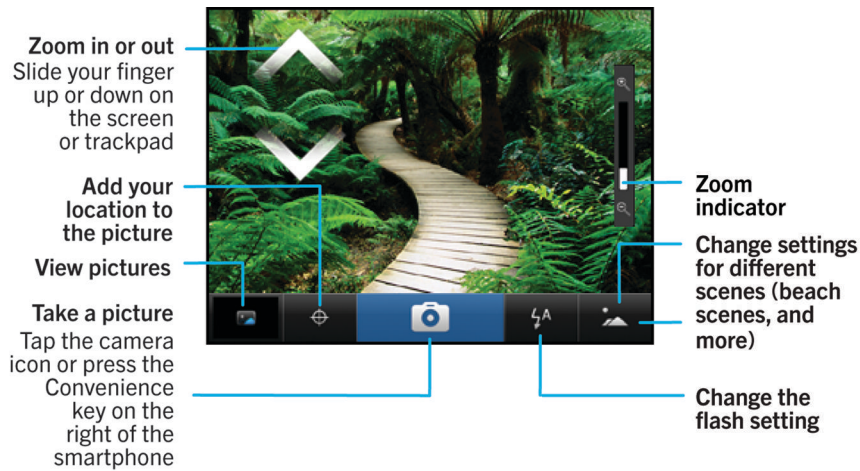 Zoom in or out
Slide your finger
up or down on
the screen
or trackpad
Add your
location to
the picture
View pictures
Take a picture
Tap the camera
icon or press the
Convenience
key on the
right of the
smartphone
A
Zoom
indicator
Change settings
for different
scenes (beach
scenes, and
more)
Change the
flash setting